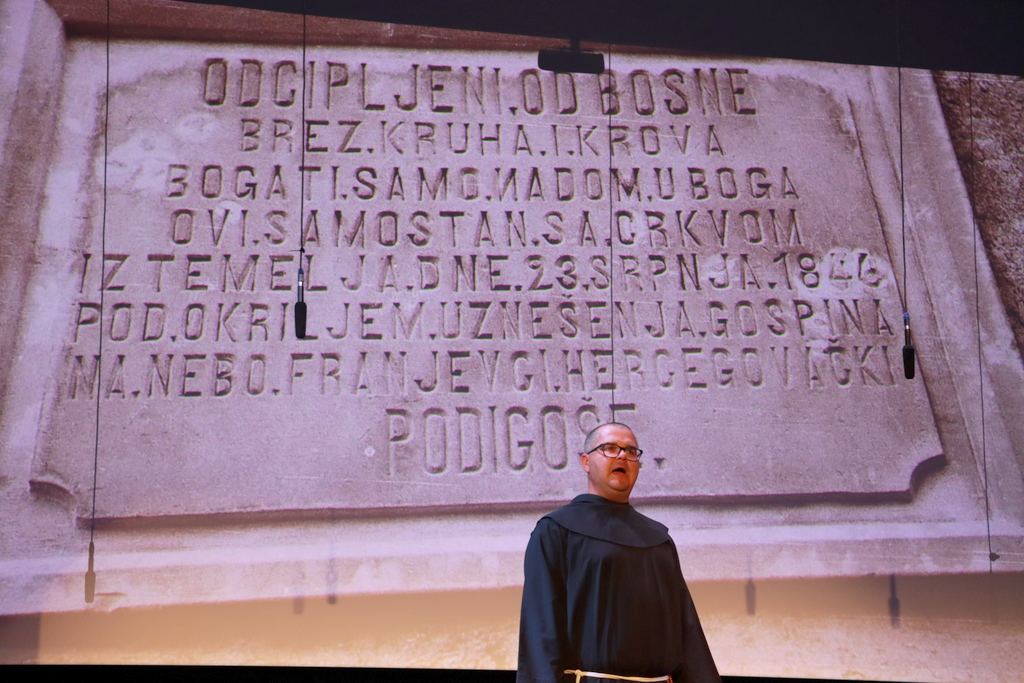 ODCIPLJENI.OD BOSNE
BREZ.KRUHA.I.KROVA
BOGATI.SAMO.NADOM.U BOGA
OVI.SAMOSTAN.SA.CRKVOM
IZ TEMELJA.DNE.23.SRPNJA.1846
POD.OKRILJEM.UZNEŠENJA.GOSPINA
NA.NEBO.FRANJEVCI.HERCEGOVAČKI
PODIGOŠE.